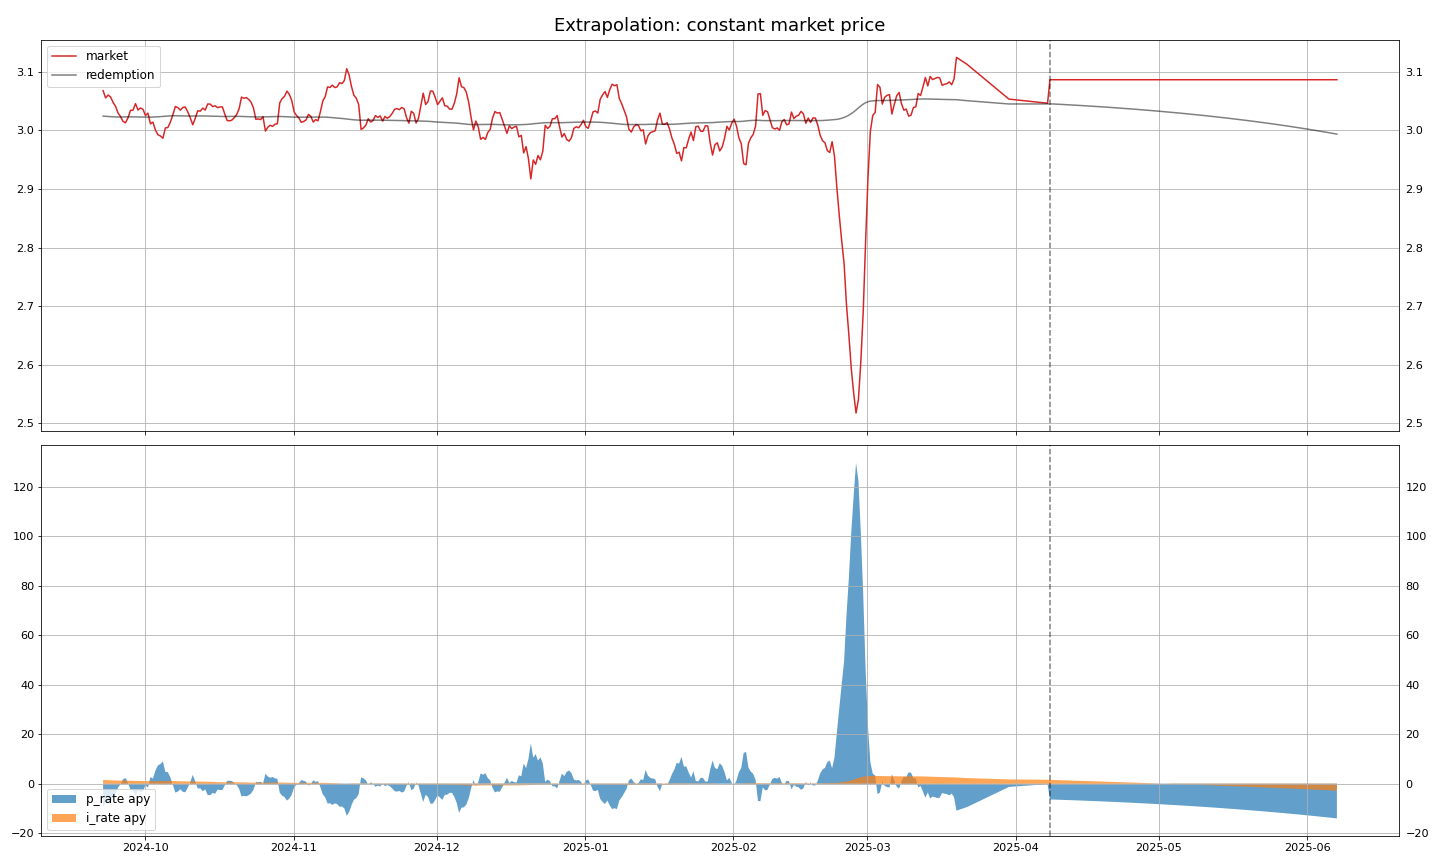 Extrapolation: constant market price
market
redemption
3.1 3.1
3.0 3.0
2.9 2.9
2.8 2.8
2.7 2.7
2.6 2.6
2.5 2.5
120 120
100 100
80 80
60 60
40 40
20 20
0 0
p_rate apy
i_rate apy
−20 −20
2024-10 2024-11 2024-12 2025-01 2025-02 2025-03 2025-04 2025-05 2025-06